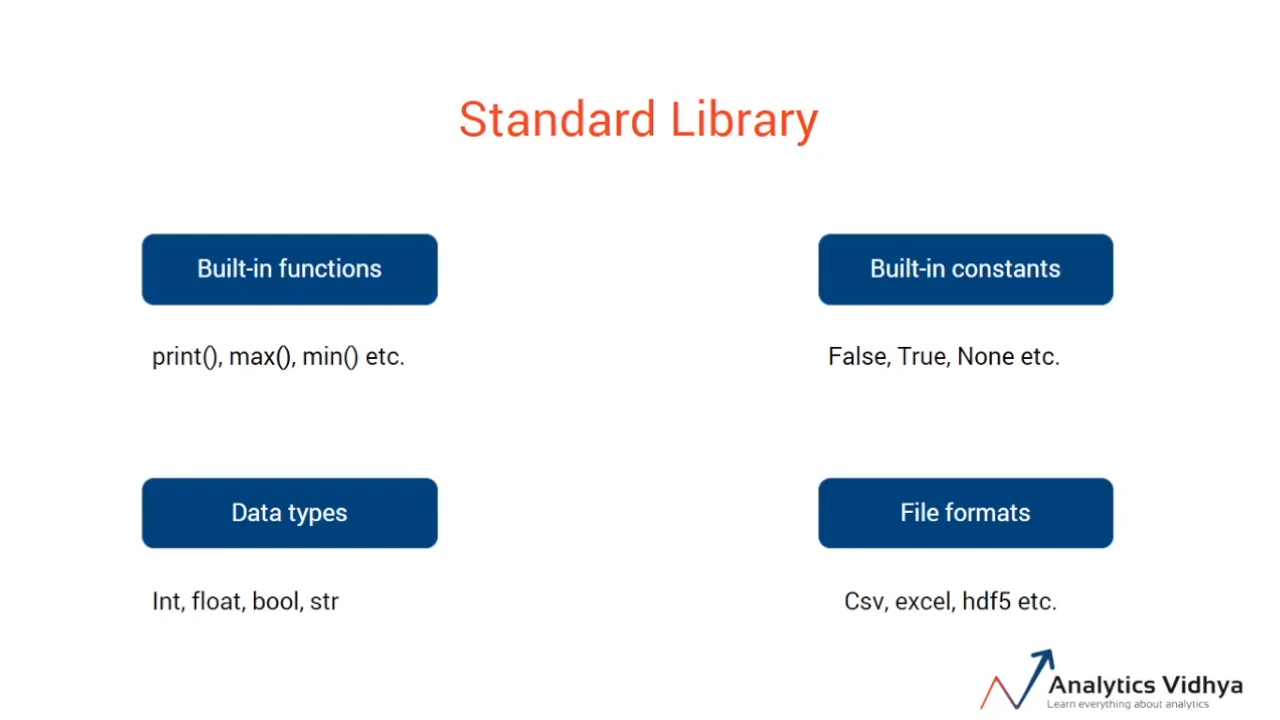 Standard Library
Built-in functions
Built-in constants
print(), max(), min() etc.
False, True, None etc.
Data types
File formats
Int, float, bool, str
Csv, excel, hdf5 etc.
Analytics Vidhya
Learn everything about analytics